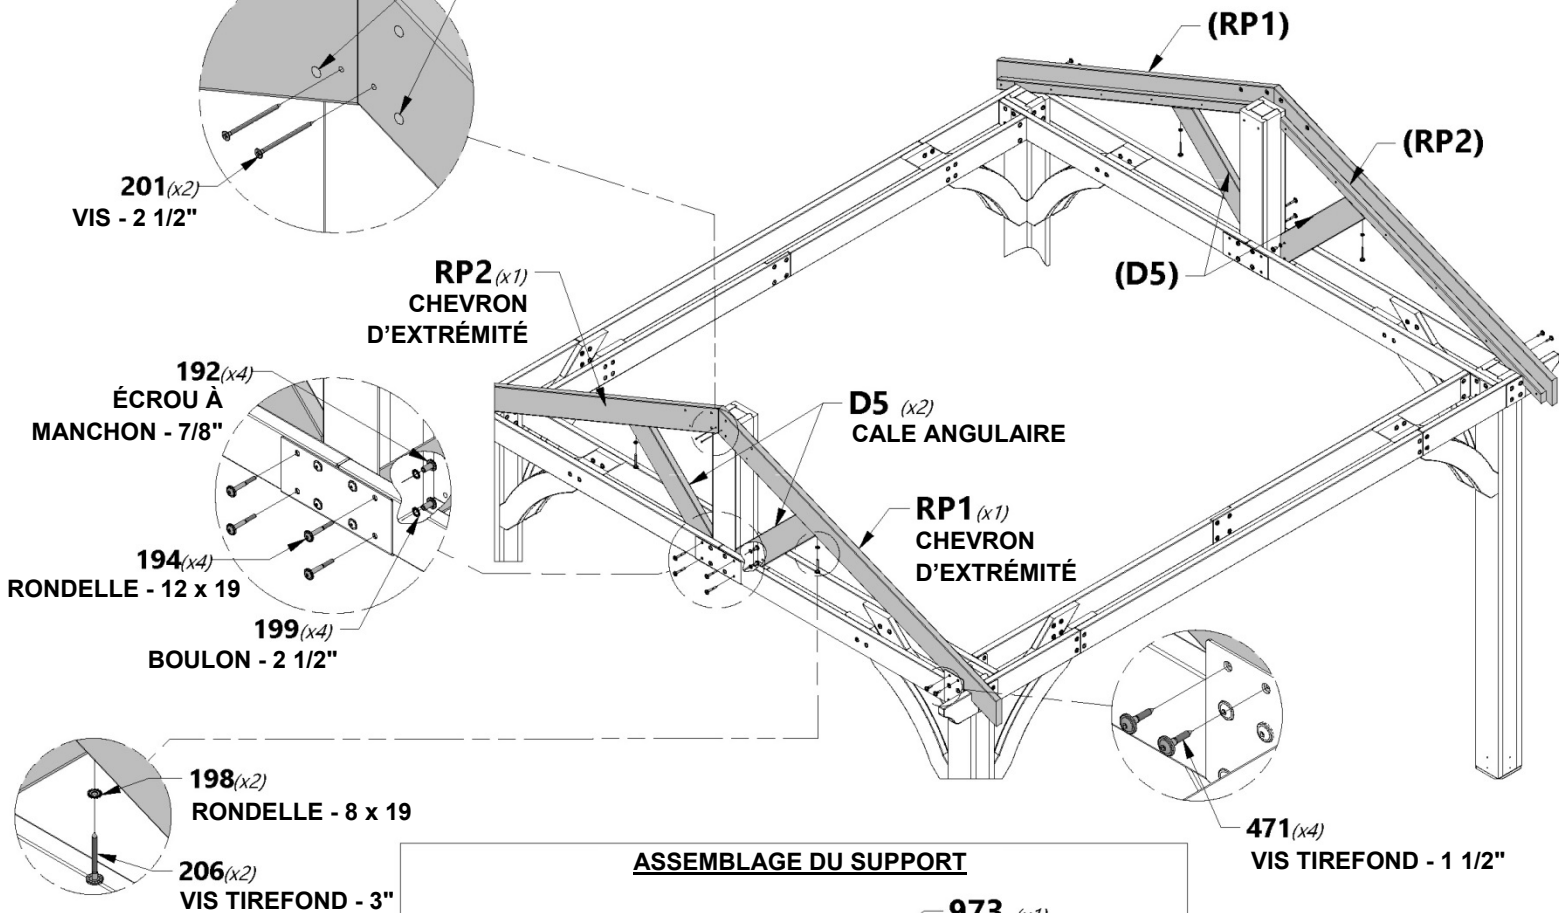 (RP1)
(RP2)
(D5)
201(x2)
VIS - 2 1/2"
RP2(x1)
CHEVRON
D'EXTRÉMITÉ
192(x4)
ÉCROU À
MANCHON - 7/8"
D5 (x2)
CALE ANGULAIRE
RP1(x1)
CHEVRON
D'EXTRÉMITÉ
194(x4)
RONDELLE - 12 x 19
199(x4)
BOULON - 2 1/2"
198(x2)
RONDELLE - 8 x 19
206(x2)
VIS TIREFOND - 3"
471(x4)
VIS TIREFOND - 1 1/2"
ASSEMBLAGE DU SUPPORT
973 (x1)